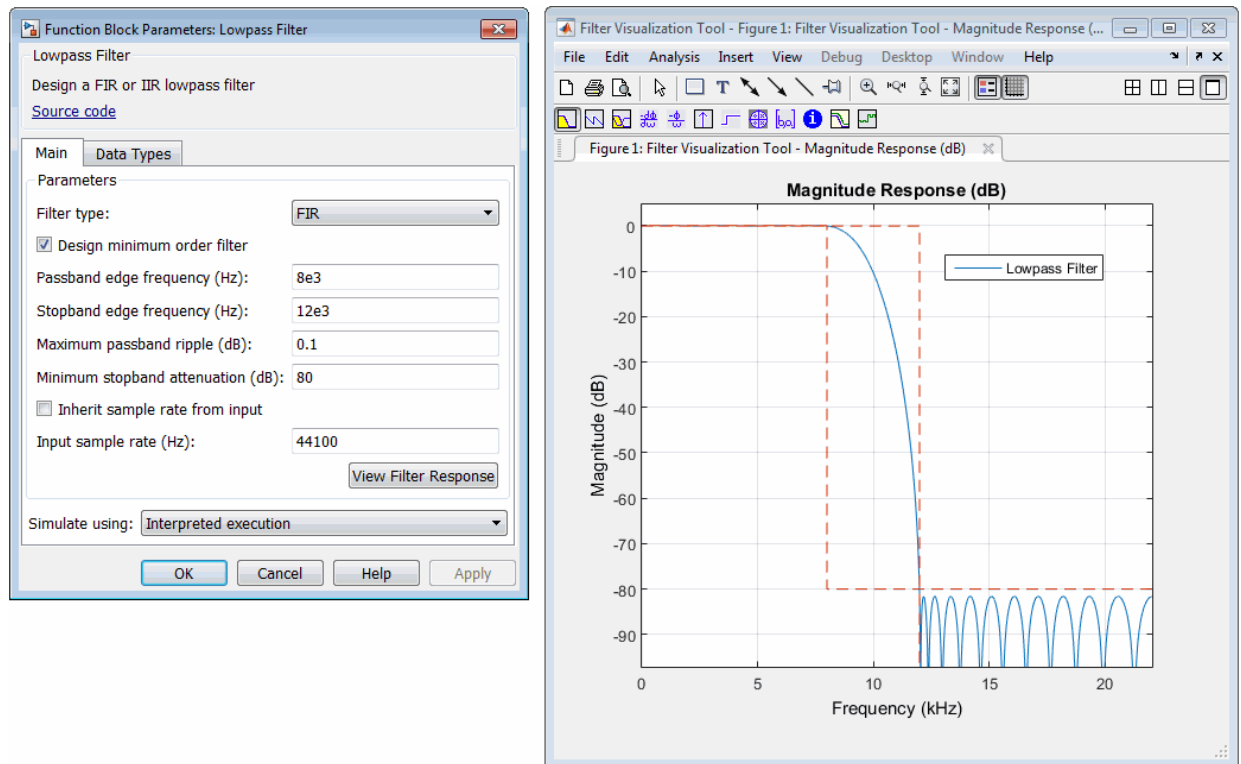 Function Block Parameters: Lowpass Filter
Lowpass Filter
Design a FIR or IIR lowpass filter
Source code
Main Data Types
Parameters
Filter type: FIR
Design minimum order filter
Passband edge frequency (Hz): 8e3
Stopband edge frequency (Hz): 12e3
Maximum passband ripple (dB): 0.1
Minimum stopband attenuation (dB): 80
Inherit sample rate from input
Input sample rate (Hz): 44100
View Filter Response
Simulate using: Interpreted execution
OK Cancel Help Apply
Filter Visualization Tool - Figure 1: Filter Visualization Tool - Magnitude Response (...
File Edit Analysis Insert View Debug Desktop Window Help
T
Figure 1: Filter Visualization Tool - Magnitude Response (dB)
Magnitude Response (dB)
Lowpass Filter
0
-10
-20
-30
-40
-50
-60
-70
-80
-90
Magnitude (dB)
0 5 10 15 20
Frequency (kHz)